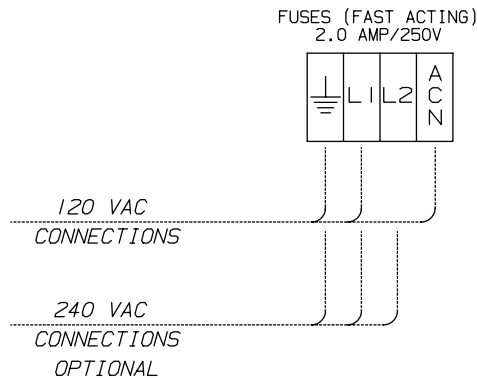 FUSES (FAST ACTING)
2.0 AMP/250V
L1
L2
A
C
N
120 VAC
CONNECTIONS
240 VAC
CONNECTIONS
OPTIONAL